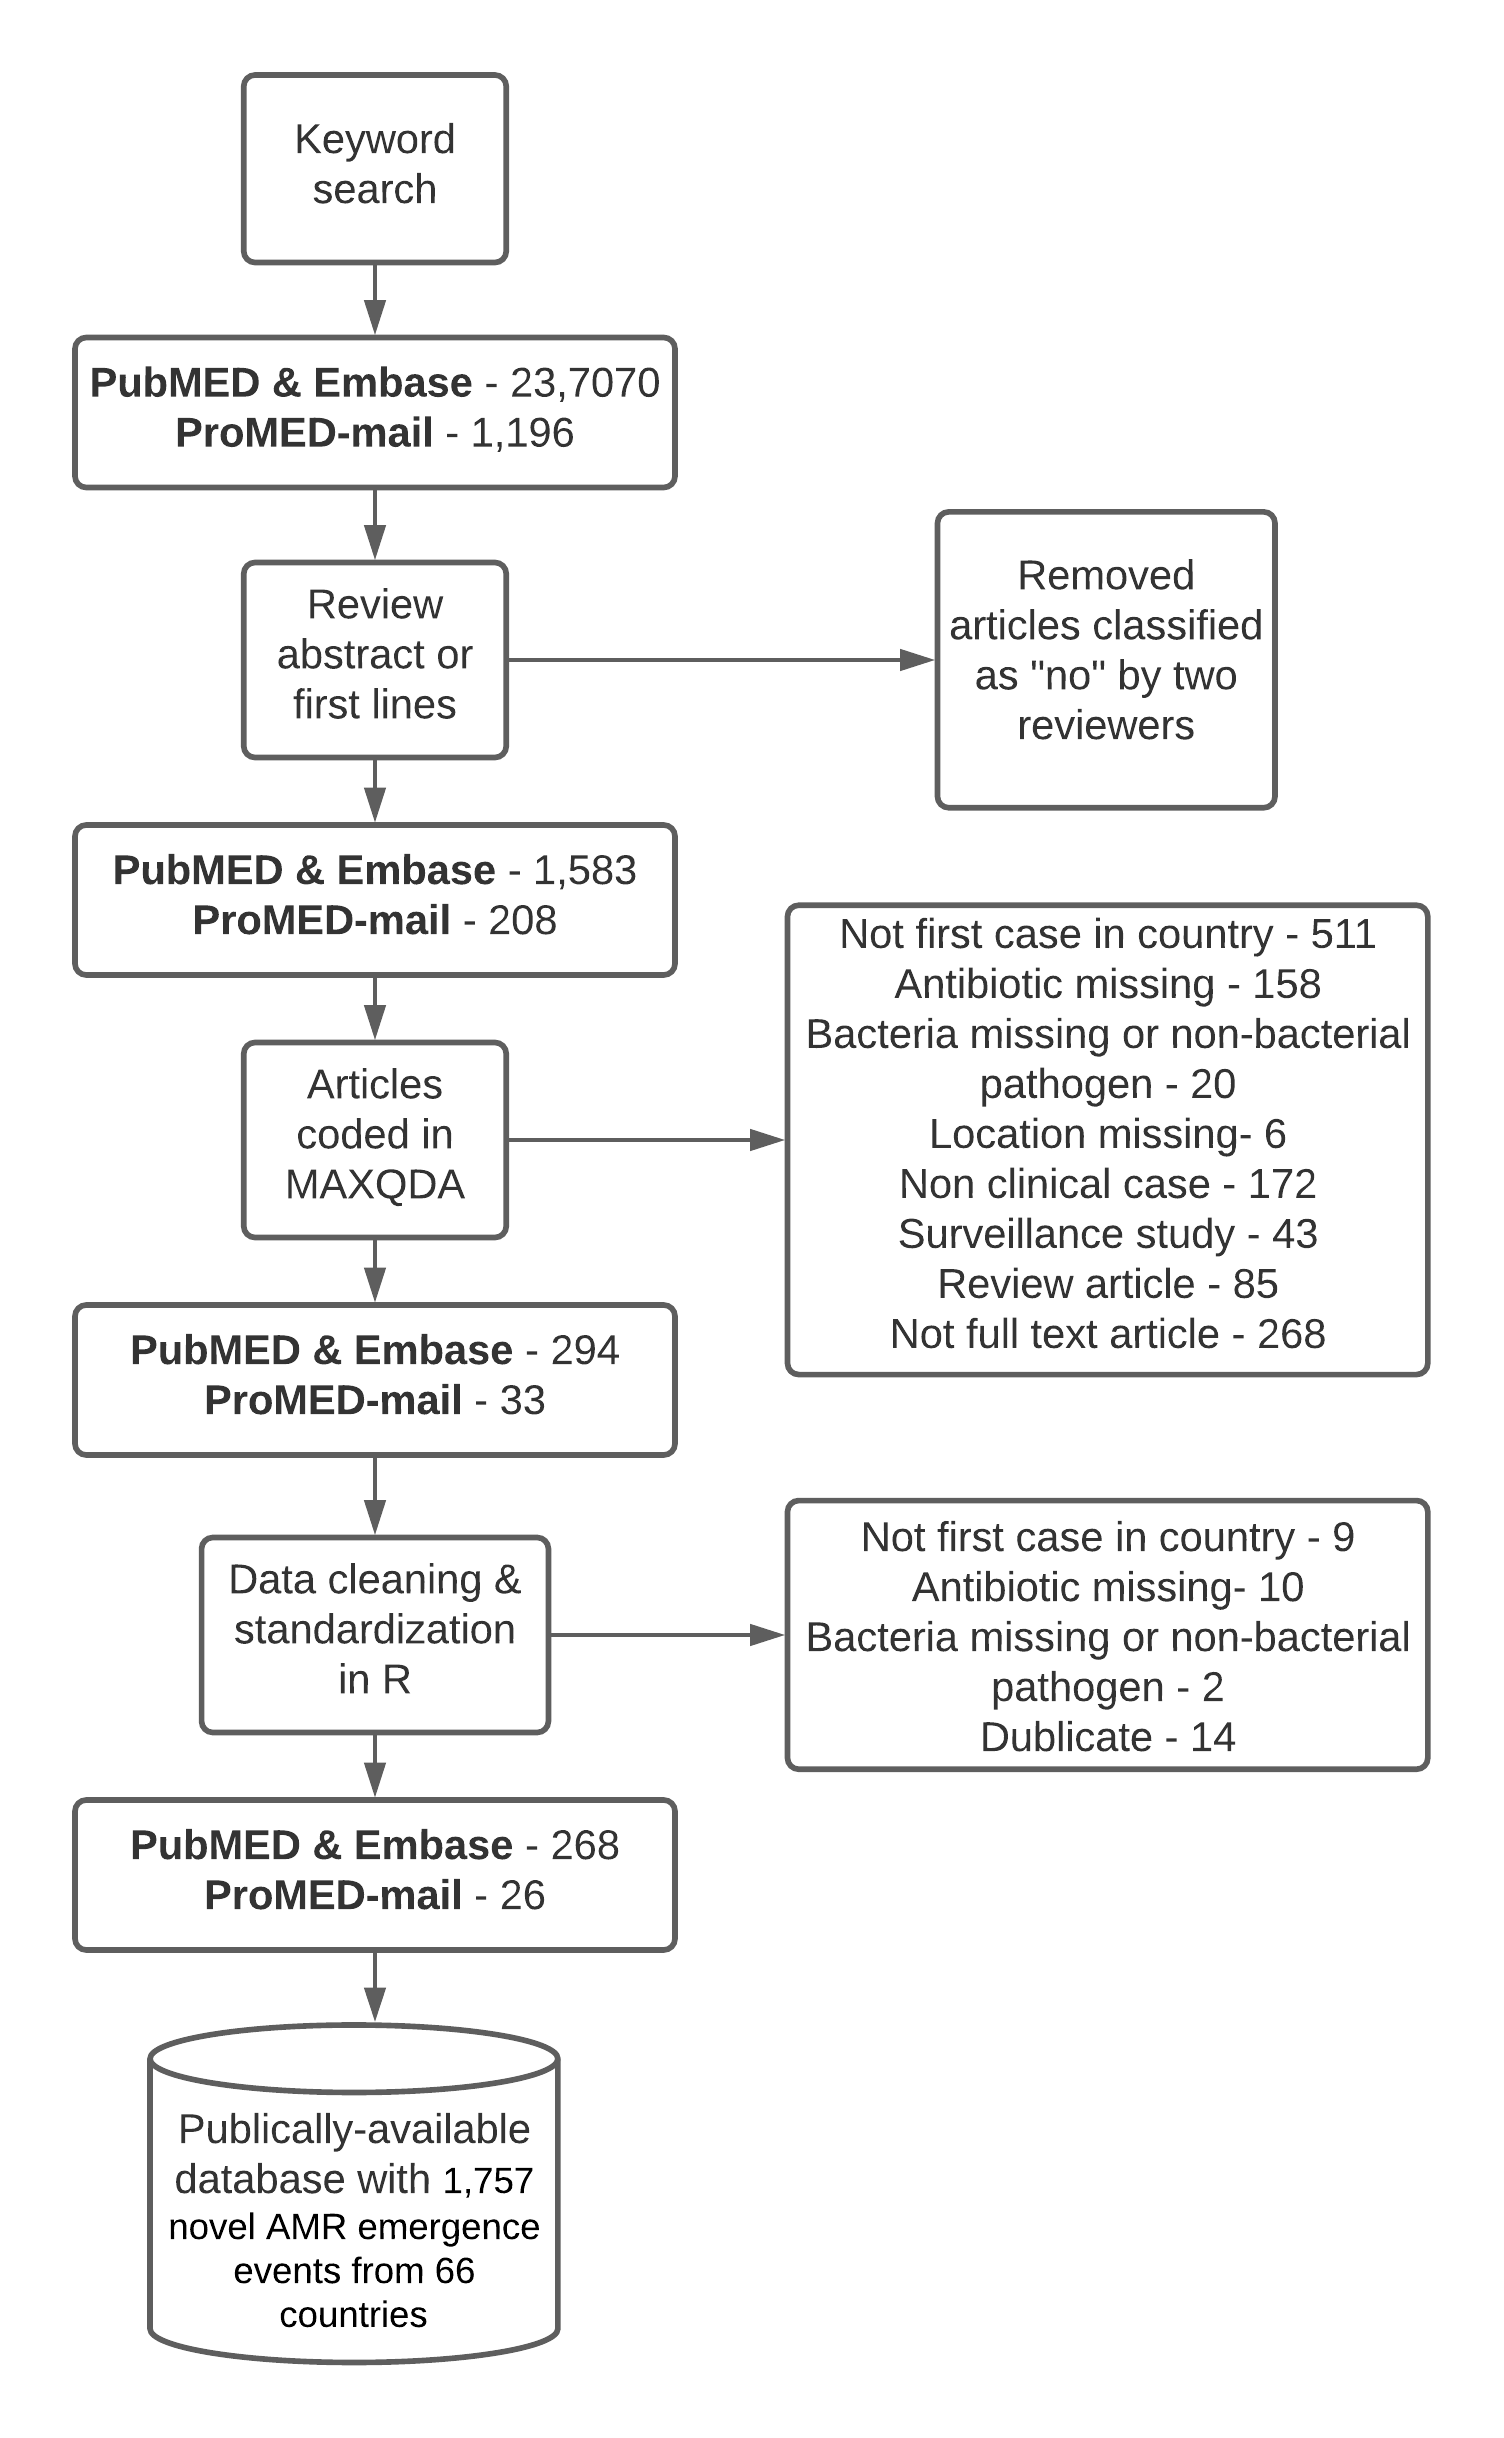 Keyword
search
PubMED & Embase - 23,7070
ProMED-mail - 1,196
Review
abstract or
first lines
Removed
articles classified
as "no" by two
reviewers
PubMED & Embase - 1,583
ProMED-mail - 208
Articles
coded in
MAXQDA
Not first case in country - 511
Antibiotic missing - 158
Bacteria missing or non-bacterial
pathogen - 20
Location missing- 6
Non clinical case - 172
Surveillance study - 43
Review article - 85
Not full text article - 268
PubMED & Embase - 294
ProMED-mail - 33
Data cleaning &
standardization
in R
Not first case in country - 9
Antibiotic missing- 10
Bacteria missing or non-bacterial
pathogen - 2
Dublicate - 14
PubMED & Embase - 268
ProMED-mail - 26
Publically-available
database with 1,757
novel AMR emergence
events from 66
countries